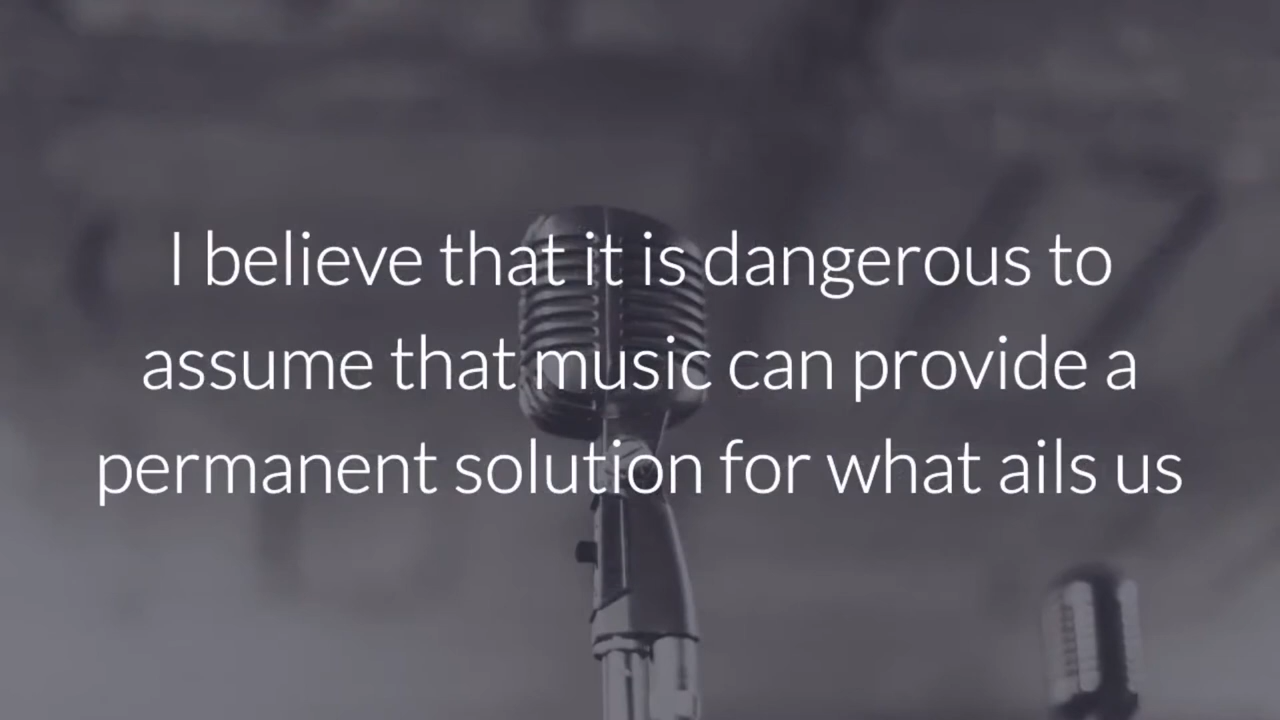 I believe that it is dangerous to
assume that music can provide a
permanent solution for what ails us